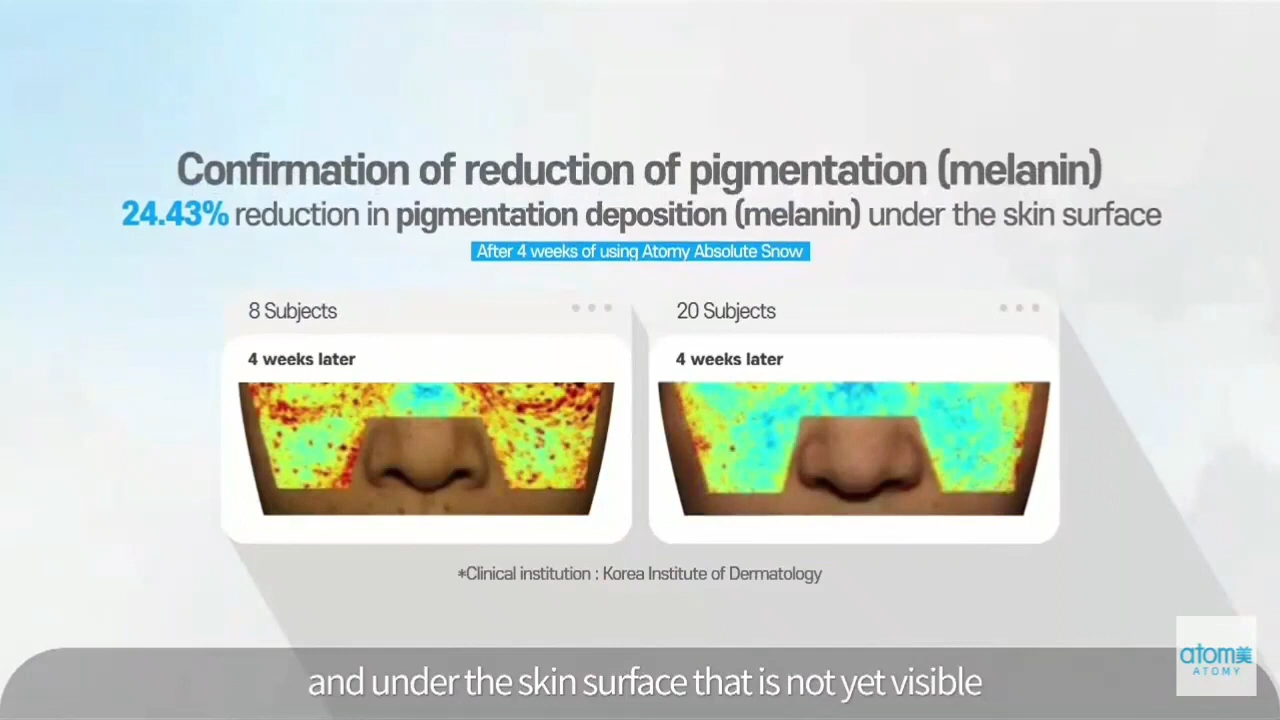 Confirmation of reduction of pigmentation (melanin)
24.43% reduction in pigmentation deposition (melanin) under the skin surface
After 4 weeks of using Atomy Absolute Snow
8 Subjects
20 Subjects
4 weeks later
4 weeks later
*Clinical institution : Korea Institute of Dermatology
atom美
ATOMY
and under the skin surface that is not yet visible